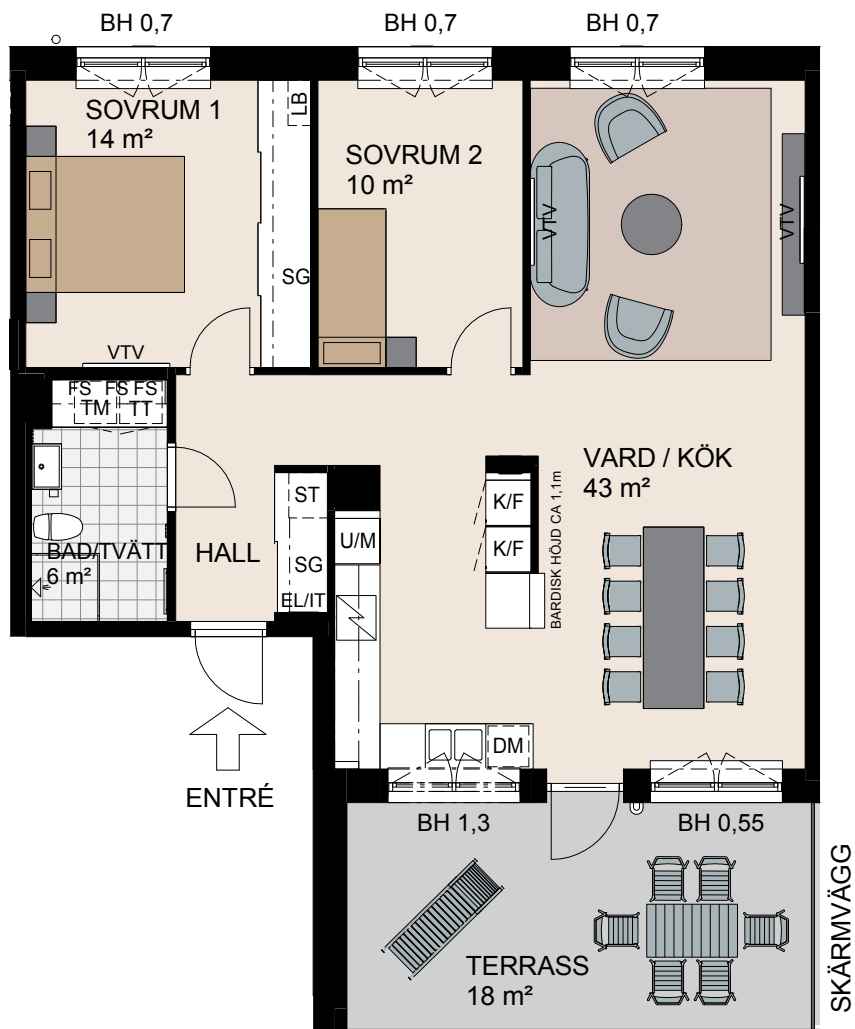 BH 0,7
BH 0,7
BH 0,7
SOVRUM 1
14 m²
LB
SOVRUM 2
10 m²
VTV
VTV
SG
VTV
FS FS FS
TM TT
VARD / KÖK
43 m²
ST
K/F
U/M
K/F
BARDISK HÖJD CA 1,1m
BAD/TVÄTT
6 m²
HALL
SG
EL/IT
DM
ENTRÉ
BH 1,3
BH 0,55
SKÄRMVÄGG
TERRASS
18 m²